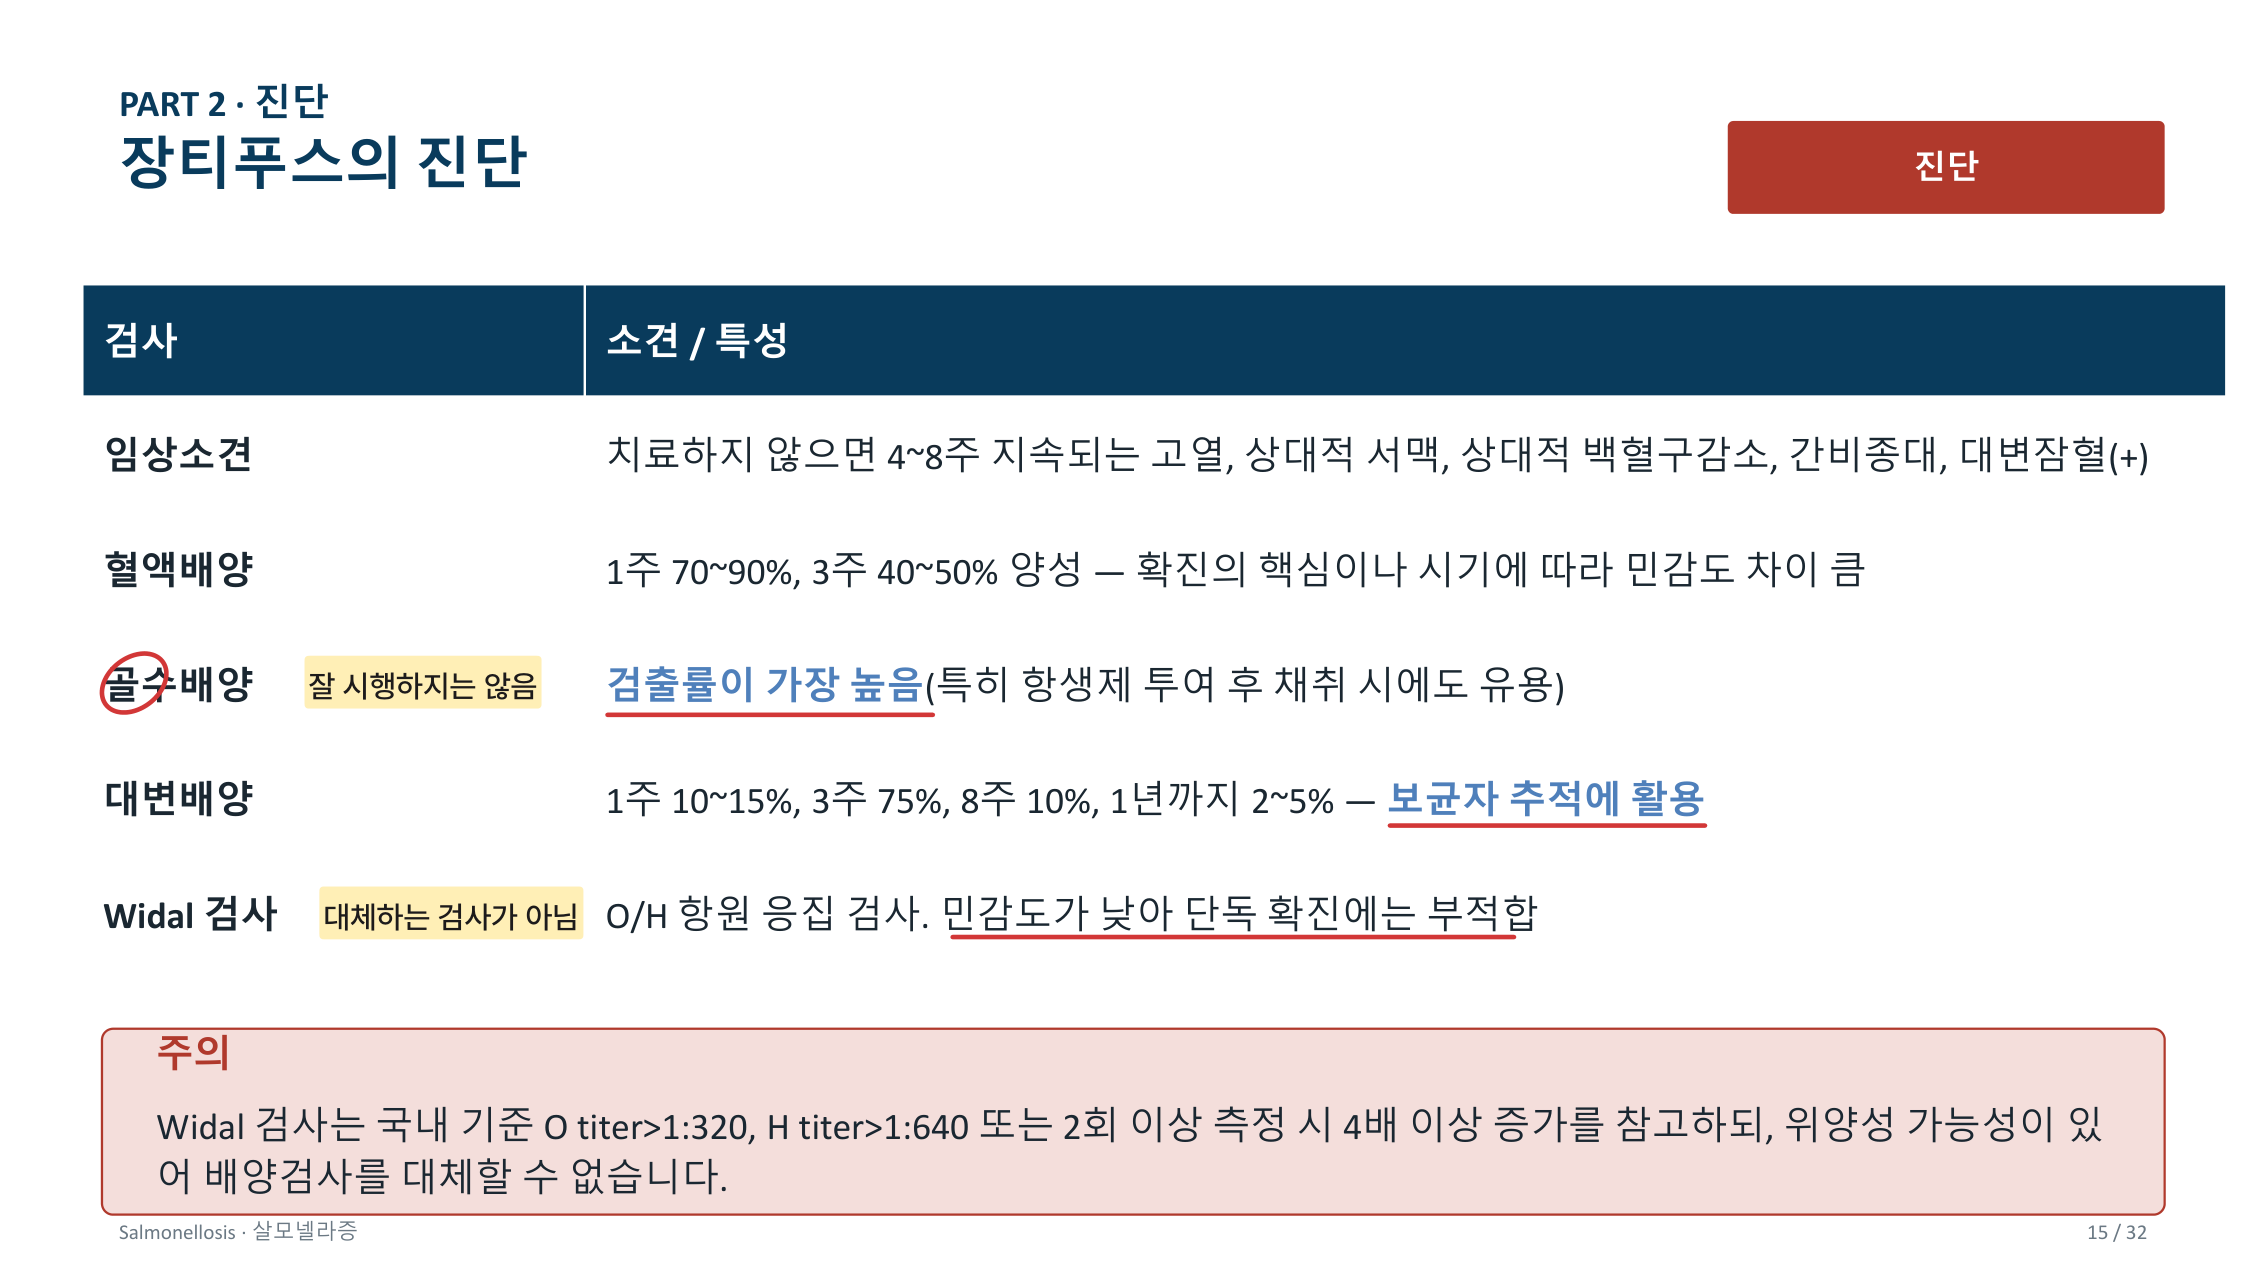 PART 2 · 진단
장티푸스의 진단
진단
검사 소견 / 특성
임상소견 치료하지 않으면 4~8주 지속되는 고열, 상대적 서맥, 상대적 백혈구감소, 간비종대, 대변잠혈(+)
혈액배양 1주 70~90%, 3주 40~50% 양성 — 확진의 핵심이나 시기에 따라 민감도 차이 큼
골수배양 잘 시행하지는 않음 검출률이 가장 높음(특히 항생제 투여 후 채취 시에도 유용)
대변배양 1주 10~15%, 3주 75%, 8주 10%, 1년까지 2~5% — 보균자 추적에 활용
Widal 검사 대체하는 검사가 아님 O/H 항원 응집 검사. 민감도가 낮아 단독 확진에는 부적합
주의
Widal 검사는 국내 기준 O titer>1:320, H titer>1:640 또는 2회 이상 측정 시 4배 이상 증가를 참고하되, 위양성 가능성이 있
어 배양검사를 대체할 수 없습니다.
Salmonellosis · 살모넬라증
15 / 32